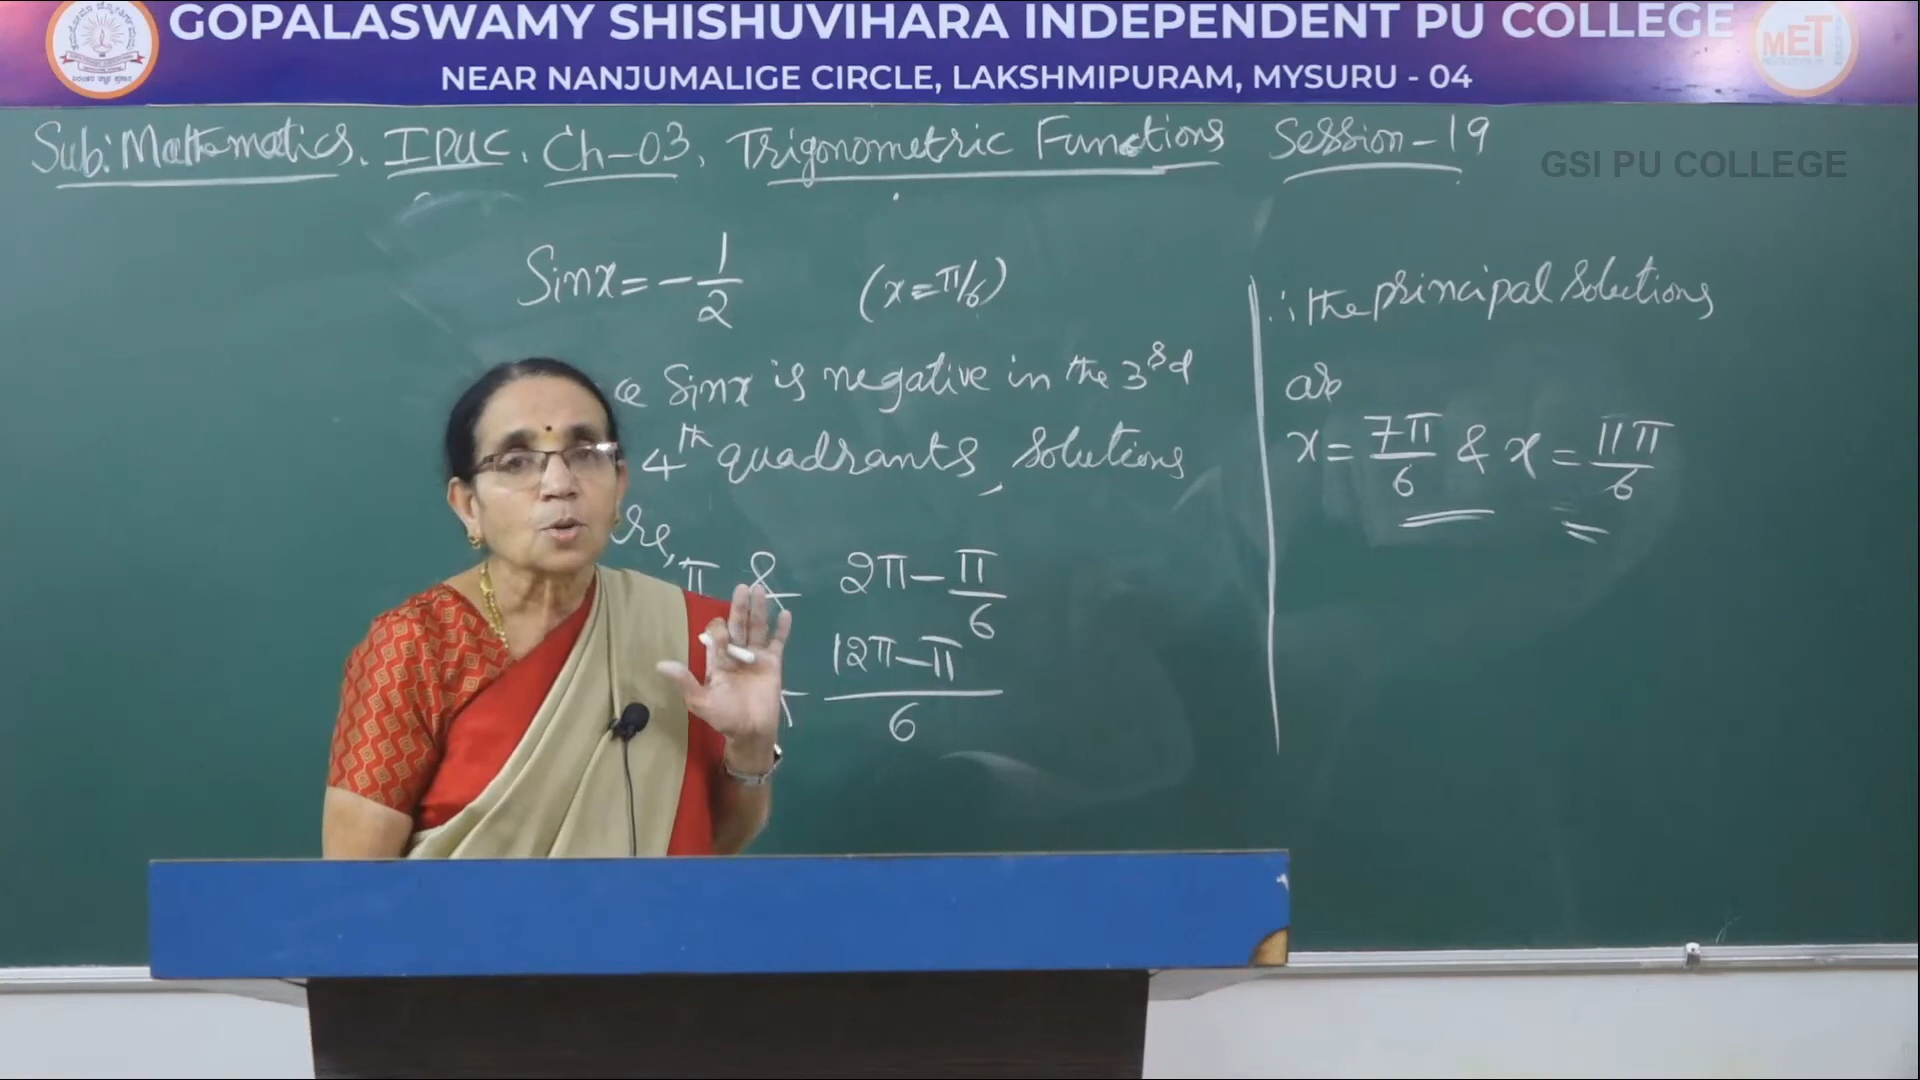 GOPALASWAMY SHISHUVIHARA INDEPENDENT PU COLLEGE
NEAR NANJUMALIGE CIRCLE, LAKSHMIPURAM, MYSURU - 04
MET
Sub: Mathematics. I PUC. Ch-03. Trigonometric Functions Session-19
GSI PU COLLEGE
Sinx = -1/2 (x = π/6)
Sinx is negative in the 3rd
4th quadrants, solutions
π & 2π - π/6
12π - π / 6
∴ the principal solutions
are
x = 7π/6 & x = 11π/6